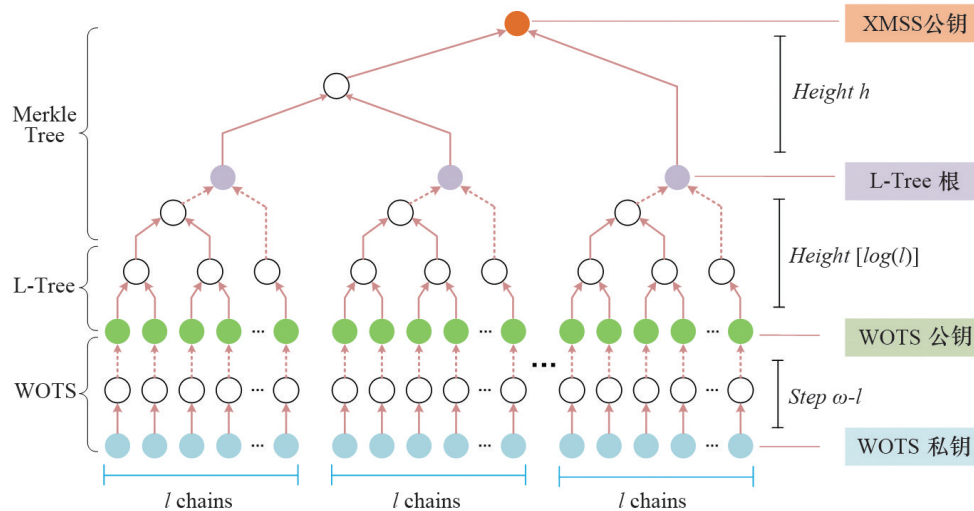 XMSS公钥
Height h
Merkle
Tree
L-Tree 根
Height [log(l)]
L-Tree
... ... ...
WOTS 公钥
...
WOTS
... ... ...
Step ω-l
... ... ...
WOTS 私钥
l chains
l chains
l chains